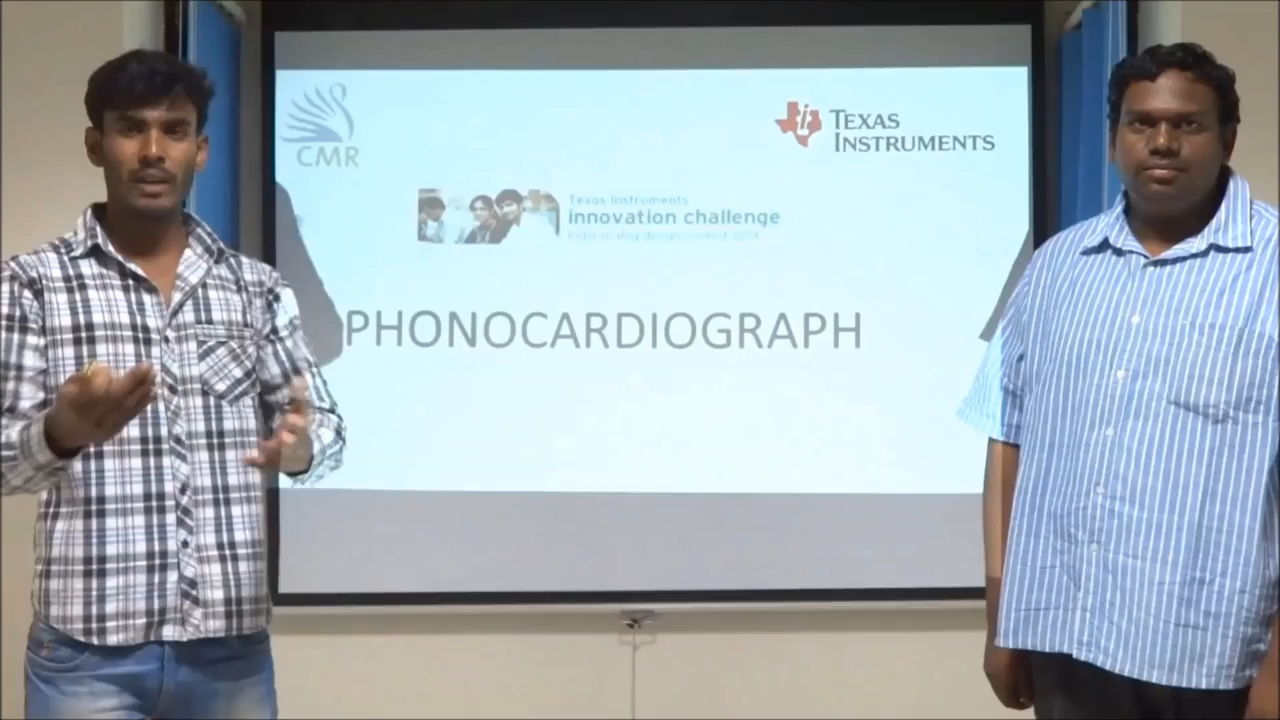 CMR
TEXAS
INSTRUMENTS
Texas Instruments
innovation challenge
PHONOCARDIOGRAPH